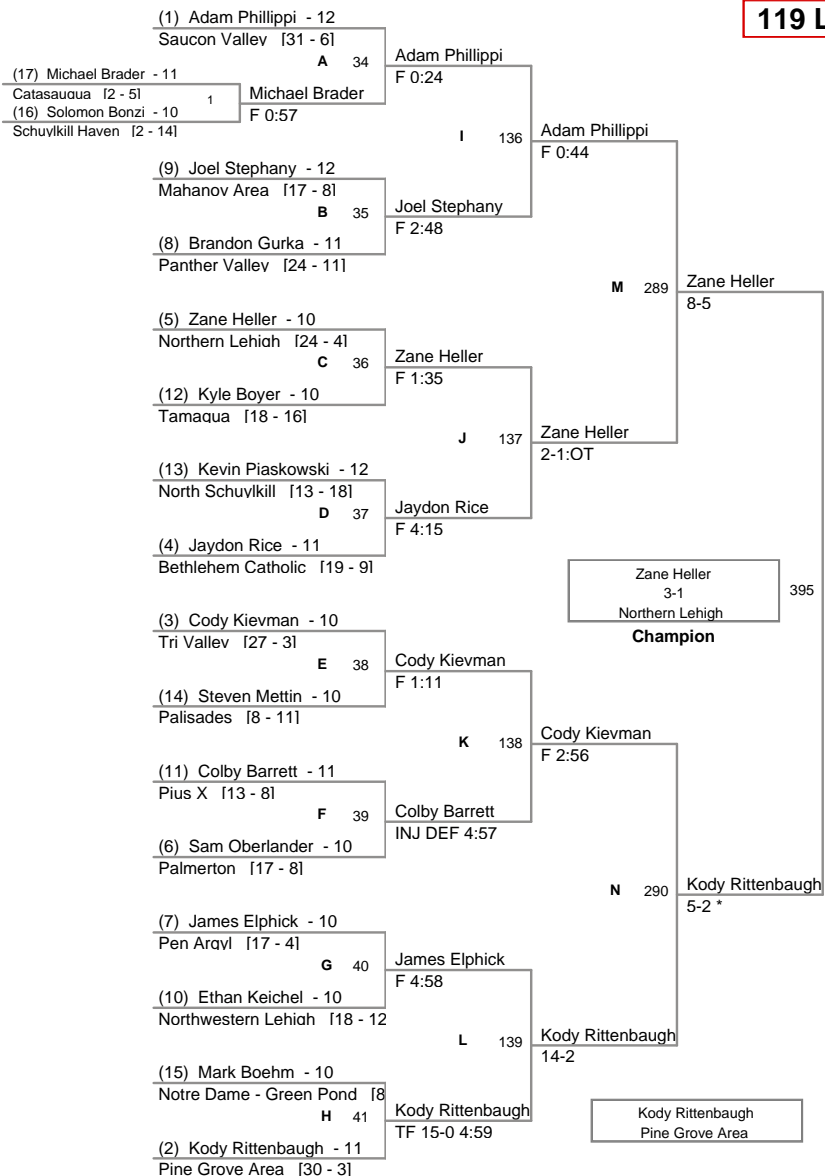 119 L
(1) Adam Phillippi - 12
Saucon Valley [31 - 6]
A 34
Adam Phillippi
F 0:24
(17) Michael Brader - 11
Catasauqua [2 - 5]
1
Michael Brader
F 0:57
(16) Solomon Bonzi - 10
Schuylkill Haven [2 - 14]
I 136
Adam Phillippi
F 0:44
(9) Joel Stephany - 12
Mahanoy Area [17 - 8]
B 35
Joel Stephany
F 2:48
(8) Brandon Gurka - 11
Panther Valley [24 - 11]
M 289
Zane Heller
8-5
(5) Zane Heller - 10
Northern Lehigh [24 - 4]
C 36
Zane Heller
F 1:35
(12) Kyle Boyer - 10
Tamaqua [18 - 16]
J 137
Zane Heller
2-1:OT
(13) Kevin Piaskowski - 12
North Schuylkill [13 - 18]
D 37
Jaydon Rice
F 4:15
(4) Jaydon Rice - 11
Bethlehem Catholic [19 - 9]
Zane Heller
3-1
Northern Lehigh
395
Champion
(3) Cody Kievman - 10
Tri Valley [27 - 3]
E 38
Cody Kievman
F 1:11
(14) Steven Mettin - 10
Palisades [8 - 11]
K 138
Cody Kievman
F 2:56
(11) Colby Barrett - 11
Pius X [13 - 8]
F 39
Colby Barrett
INJ DEF 4:57
(6) Sam Oberlander - 10
Palmerton [17 - 8]
N 290
Kody Rittenbaugh
5-2 *
(7) James Elphick - 10
Pen Argyl [17 - 4]
G 40
James Elphick
F 4:58
(10) Ethan Keichel - 10
Northwestern Lehigh [18 - 12
L 139
Kody Rittenbaugh
14-2
(15) Mark Boehm - 10
Notre Dame - Green Pond [8
H 41
Kody Rittenbaugh
TF 15-0 4:59
(2) Kody Rittenbaugh - 11
Pine Grove Area [30 - 3]
Kody Rittenbaugh
Pine Grove Area